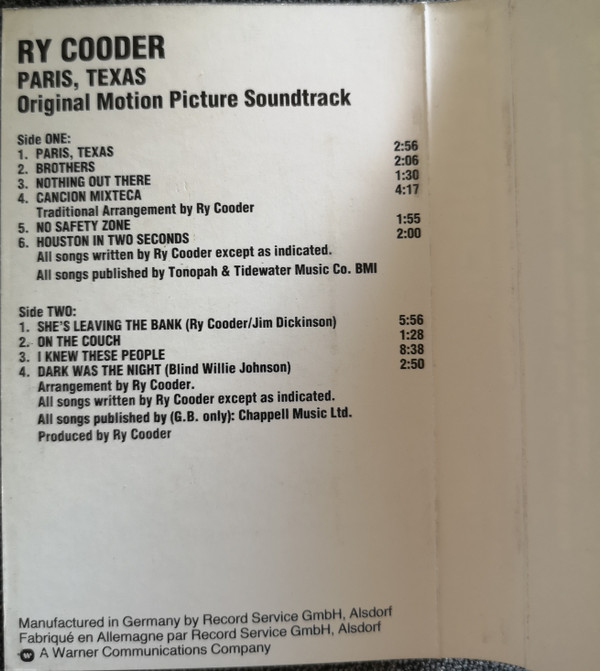 RY COODER
PARIS, TEXAS
Original Motion Picture Soundtrack
Side ONE:
1. PARIS, TEXAS 2:56
2. BROTHERS 2:06
3. NOTHING OUT THERE 1:30
4. CANCION MIXTECA 4:17
Traditional Arrangement by Ry Cooder
5. NO SAFETY ZONE 1:55
6. HOUSTON IN TWO SECONDS 2:00
All songs written by Ry Cooder except as indicated.
All songs published by Tonopah & Tidewater Music Co. BMI
Side TWO:
1. SHE'S LEAVING THE BANK (Ry Cooder/Jim Dickinson) 5:56
2. ON THE COUCH 1:28
3. I KNEW THESE PEOPLE 8:38
4. DARK WAS THE NIGHT (Blind Willie Johnson) 2:50
Arrangement by Ry Cooder.
All songs written by Ry Cooder except as indicated.
All songs published by (G.B. only): Chappell Music Ltd.
Produced by Ry Cooder
Manufactured in Germany by Record Service GmbH, Alsdorf
Fabriqué en Allemagne par Record Service GmbH, Alsdorf
A Warner Communications Company